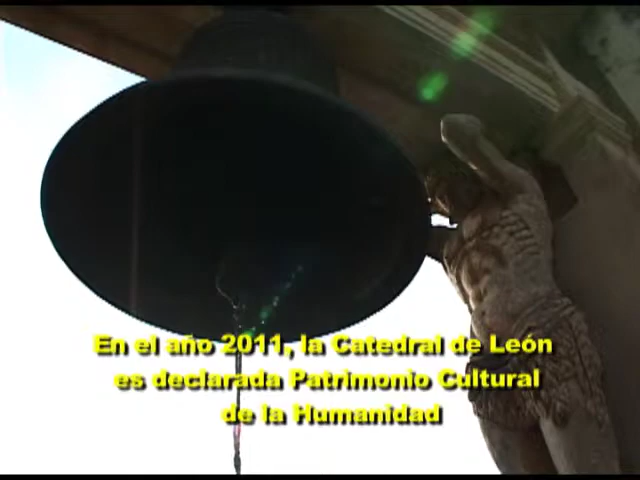 En el año 2011, la Catedral de León
es declarada Patrimonio Cultural
de la Humanidad